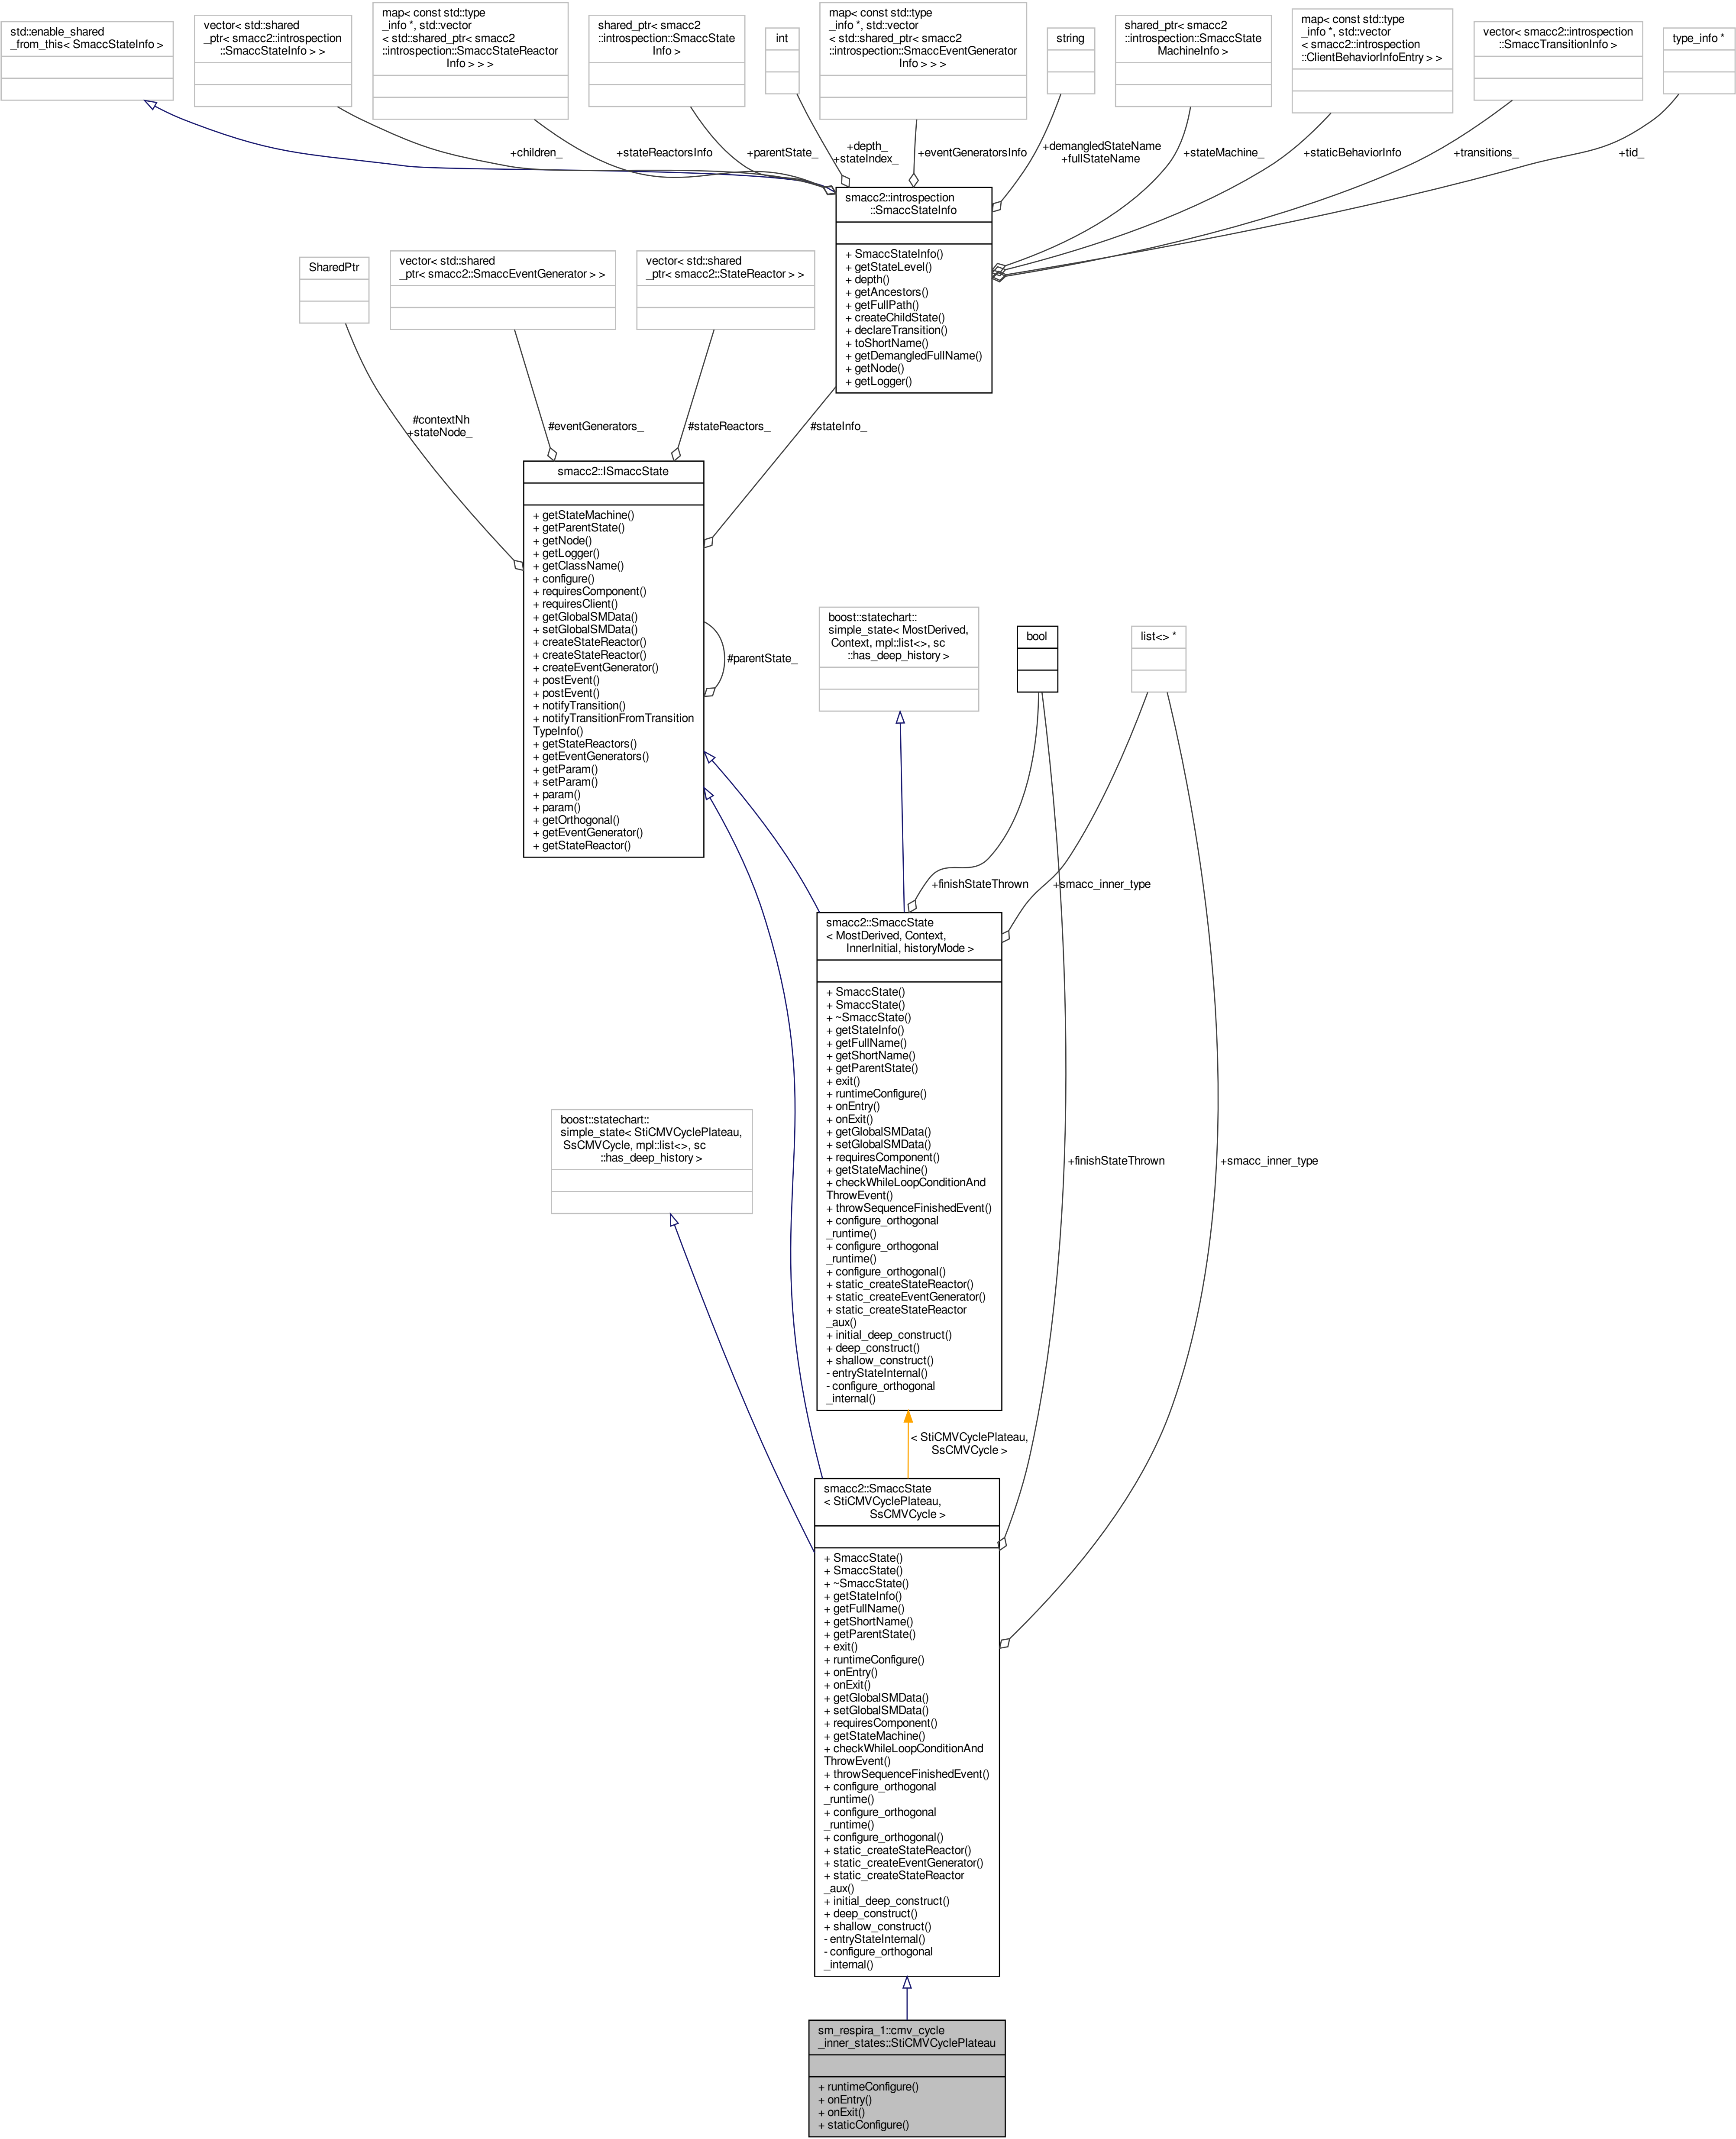 std::enable_shared
_from_this< SmaccStateInfo >
vector< std::shared
_ptr< smacc2::introspection
::SmaccStateInfo > >
map< const std::type
_info *, std::vector
< std::shared_ptr< smacc2
::introspection::SmaccStateReactor
Info > > >
shared_ptr< smacc2
::introspection::SmaccState
Info >
int
map< const std::type
_info *, std::vector
< std::shared_ptr< smacc2
::introspection::SmaccEventGenerator
Info > > >
string
shared_ptr< smacc2
::introspection::SmaccState
MachineInfo >
map< const std::type
_info *, std::vector
< smacc2::introspection
::ClientBehaviorInfoEntry > >
vector< smacc2::introspection
::SmaccTransitionInfo >
type_info *
+children_
+stateReactorsInfo
+parentState_
+depth_
+stateIndex_
+eventGeneratorsInfo
+demangledStateName
+fullStateName
+stateMachine_
+staticBehaviorInfo
+transitions_
+tid_
smacc2::introspection
::SmaccStateInfo
+ SmaccStateInfo()
+ getStateLevel()
+ depth()
+ getAncestors()
+ getFullPath()
+ createChildState()
+ declareTransition()
+ toShortName()
+ getDemangledFullName()
+ getNode()
+ getLogger()
SharedPtr
vector< std::shared
_ptr< smacc2::SmaccEventGenerator > >
vector< std::shared
_ptr< smacc2::StateReactor > >
#contextNh
+stateNode_
#eventGenerators_
#stateReactors_
#stateInfo_
smacc2::ISmaccState
+ getStateMachine()
+ getParentState()
+ getNode()
+ getLogger()
+ getClassName()
+ configure()
+ requiresComponent()
+ requiresClient()
+ getGlobalSMData()
+ setGlobalSMData()
+ createStateReactor()
+ createStateReactor()
+ createEventGenerator()
+ postEvent()
+ postEvent()
+ notifyTransition()
+ notifyTransitionFromTransition
TypeInfo()
+ getStateReactors()
+ getEventGenerators()
+ getParam()
+ setParam()
+ param()
+ param()
+ getOrthogonal()
+ getEventGenerator()
+ getStateReactor()
#parentState_
boost::statechart::
simple_state< MostDerived,
Context, mpl::list<>, sc
::has_deep_history >
bool
list<> *
+finishStateThrown
+smacc_inner_type
smacc2::SmaccState
< MostDerived, Context,
InnerInitial, historyMode >
+ SmaccState()
+ SmaccState()
+ ~SmaccState()
+ getStateInfo()
+ getFullName()
+ getShortName()
+ getParentState()
+ exit()
+ runtimeConfigure()
+ onEntry()
+ onExit()
+ getGlobalSMData()
+ setGlobalSMData()
+ requiresComponent()
+ getStateMachine()
+ checkWhileLoopConditionAnd
ThrowEvent()
+ throwSequenceFinishedEvent()
+ configure_orthogonal
_runtime()
+ configure_orthogonal
_runtime()
+ configure_orthogonal()
+ static_createStateReactor()
+ static_createEventGenerator()
+ static_createStateReactor
_aux()
+ initial_deep_construct()
+ deep_construct()
+ shallow_construct()
- entryStateInternal()
- configure_orthogonal
_internal()
boost::statechart::
simple_state< StiCMVCyclePlateau,
SsCMVCycle, mpl::list<>, sc
::has_deep_history >
+finishStateThrown
+smacc_inner_type
< StiCMVCyclePlateau,
SsCMVCycle >
smacc2::SmaccState
< StiCMVCyclePlateau,
SsCMVCycle >
+ SmaccState()
+ SmaccState()
+ ~SmaccState()
+ getStateInfo()
+ getFullName()
+ getShortName()
+ getParentState()
+ exit()
+ runtimeConfigure()
+ onEntry()
+ onExit()
+ getGlobalSMData()
+ setGlobalSMData()
+ requiresComponent()
+ getStateMachine()
+ checkWhileLoopConditionAnd
ThrowEvent()
+ throwSequenceFinishedEvent()
+ configure_orthogonal
_runtime()
+ configure_orthogonal
_runtime()
+ configure_orthogonal()
+ static_createStateReactor()
+ static_createEventGenerator()
+ static_createStateReactor
_aux()
+ initial_deep_construct()
+ deep_construct()
+ shallow_construct()
- entryStateInternal()
- configure_orthogonal
_internal()
sm_respira_1::cmv_cycle
_inner_states::StiCMVCyclePlateau
+ runtimeConfigure()
+ onEntry()
+ onExit()
+ staticConfigure()